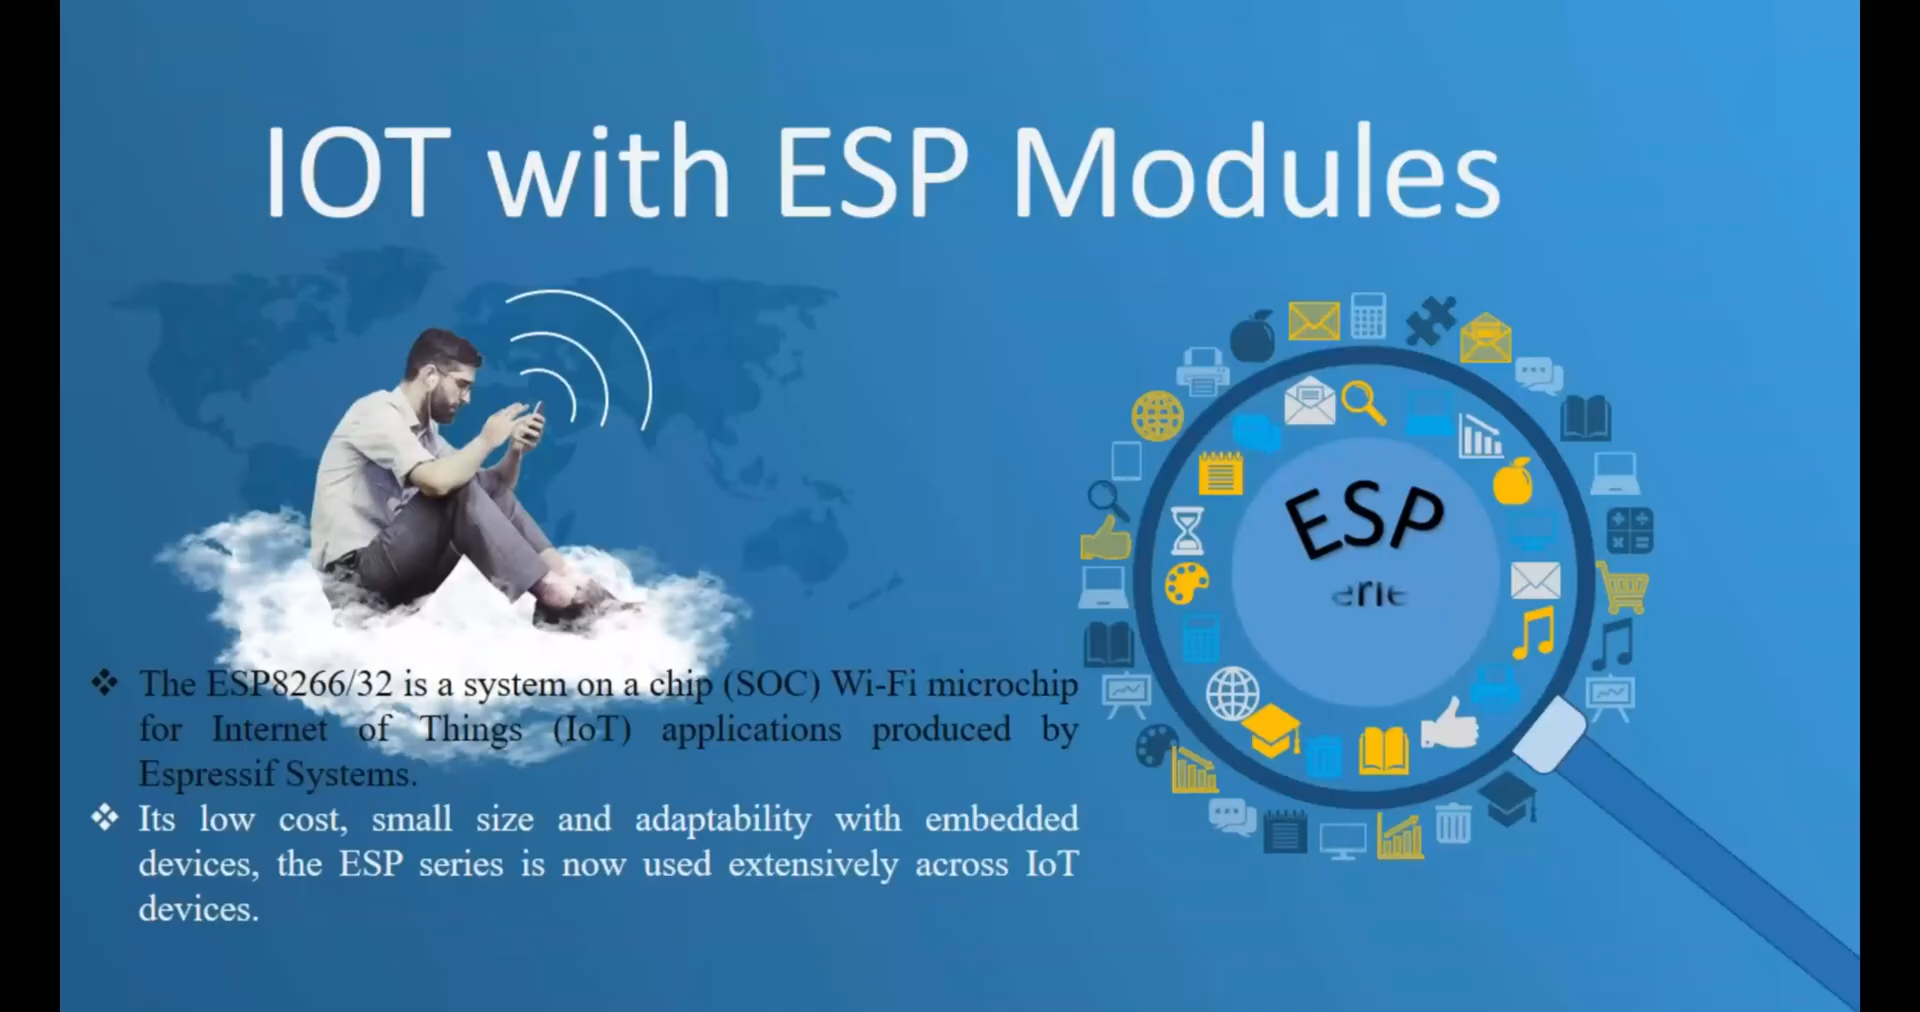 IOT with ESP Modules
ESP
❖ The ESP8266/32 is a system on a chip (SOC) Wi-Fi microchip
for Internet of Things (IoT) applications produced by
Espressif Systems.
❖ Its low cost, small size and adaptability with embedded
devices, the ESP series is now used extensively across IoT
devices.